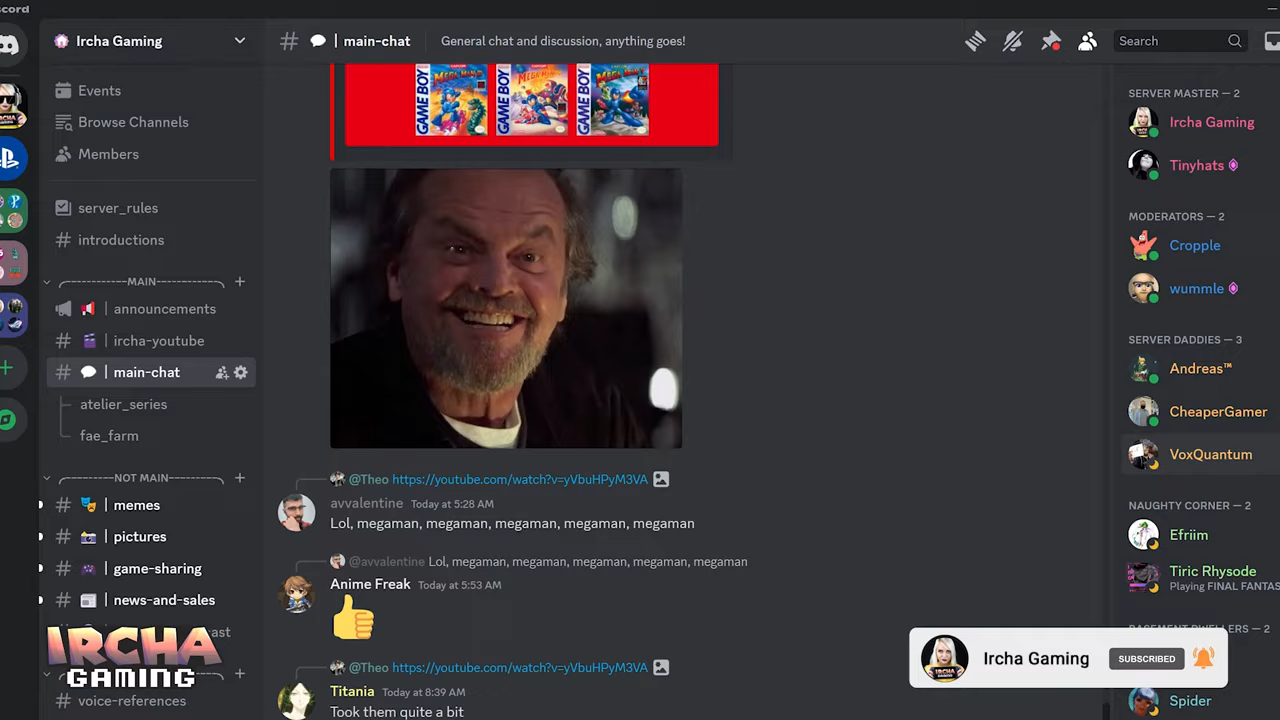 cord
Ircha Gaming
Events
Browse Channels
Members
server_rules
introductions
MAIN
| announcements
| ircha-youtube
| main-chat
atelier_series
fae_farm
NOT MAIN
| memes
| pictures
| game-sharing
| news-and-sales
ast
voice-references
IRCHA
GAMING
| main-chat
General chat and discussion, anything goes!
Search
GAME BOY
GAME BOY
GAME BOY
@Theo https://youtube.com/watch?v=yVbuHPyM3VA
avvalentine Today at 5:28 AM
Lol, megaman, megaman, megaman, megaman, megaman
@avvalentine Lol, megaman, megaman, megaman, megaman, megaman
Anime Freak Today at 5:53 AM
@Theo https://youtube.com/watch?v=yVbuHPyM3VA
Titania Today at 8:39 AM
Took them quite a bit
SERVER MASTER — 2
Ircha Gaming
Tinyhats
MODERATORS — 2
Cropple
wummle
SERVER DADDIES — 3
Andreas™
CheaperGamer
VoxQuantum
NAUGHTY CORNER — 2
Efriim
Tiric Rhysode
Playing FINAL FANTAS
BASEMENT DWELLERS — 2
Spider
Ircha Gaming
SUBSCRIBED